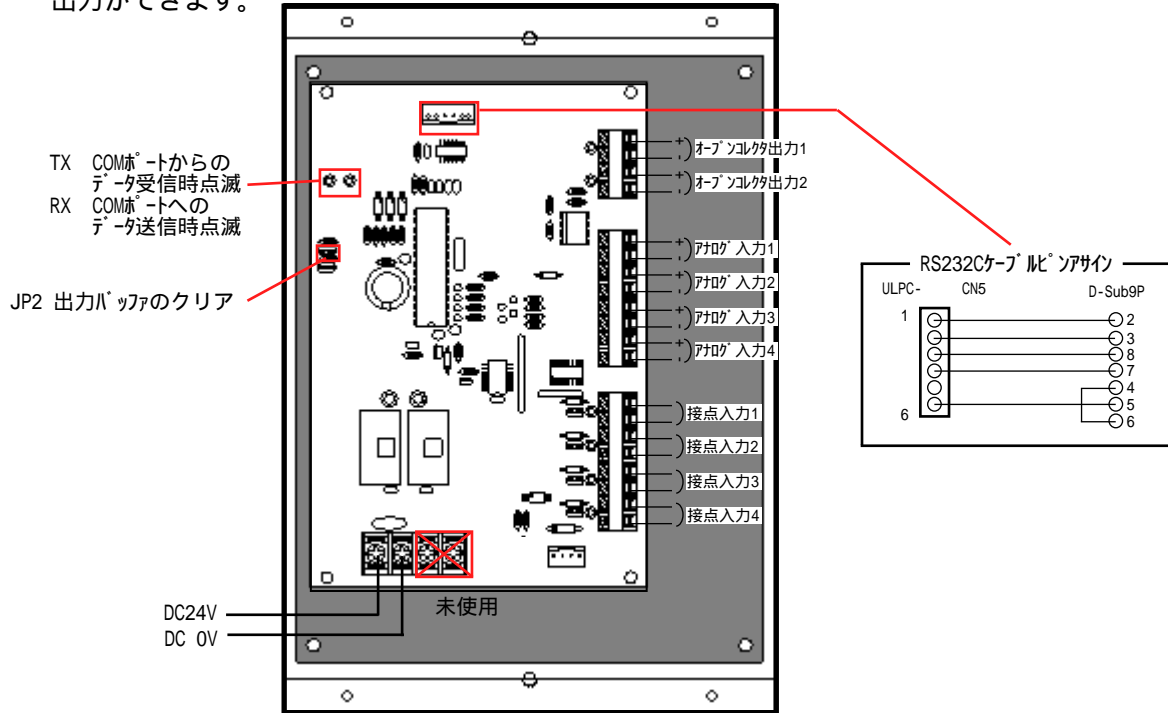 出力ができます。
TX COMﾎﾟｰﾄからの
ﾃﾞｰﾀ受信時点滅
RX COMﾎﾟｰﾄへの
ﾃﾞｰﾀ送信時点滅
JP2 出力ﾊﾞｯﾌｧのクリア
+
-
ｵｰﾌﾟﾝｺﾚｸﾀ出力1
+
-
ｵｰﾌﾟﾝｺﾚｸﾀ出力2
+
-
ｱﾅﾛｸﾞ入力1
+
-
ｱﾅﾛｸﾞ入力2
+
-
ｱﾅﾛｸﾞ入力3
+
-
ｱﾅﾛｸﾞ入力4
接点入力1
接点入力2
接点入力3
接点入力4
DC24V
DC 0V
未使用
RS232Cｹｰﾌﾞﾙﾋﾟﾝｱｻｲﾝ
ULPC- CN5 D-Sub9P
1 2
3
8
7
4
6 5
6